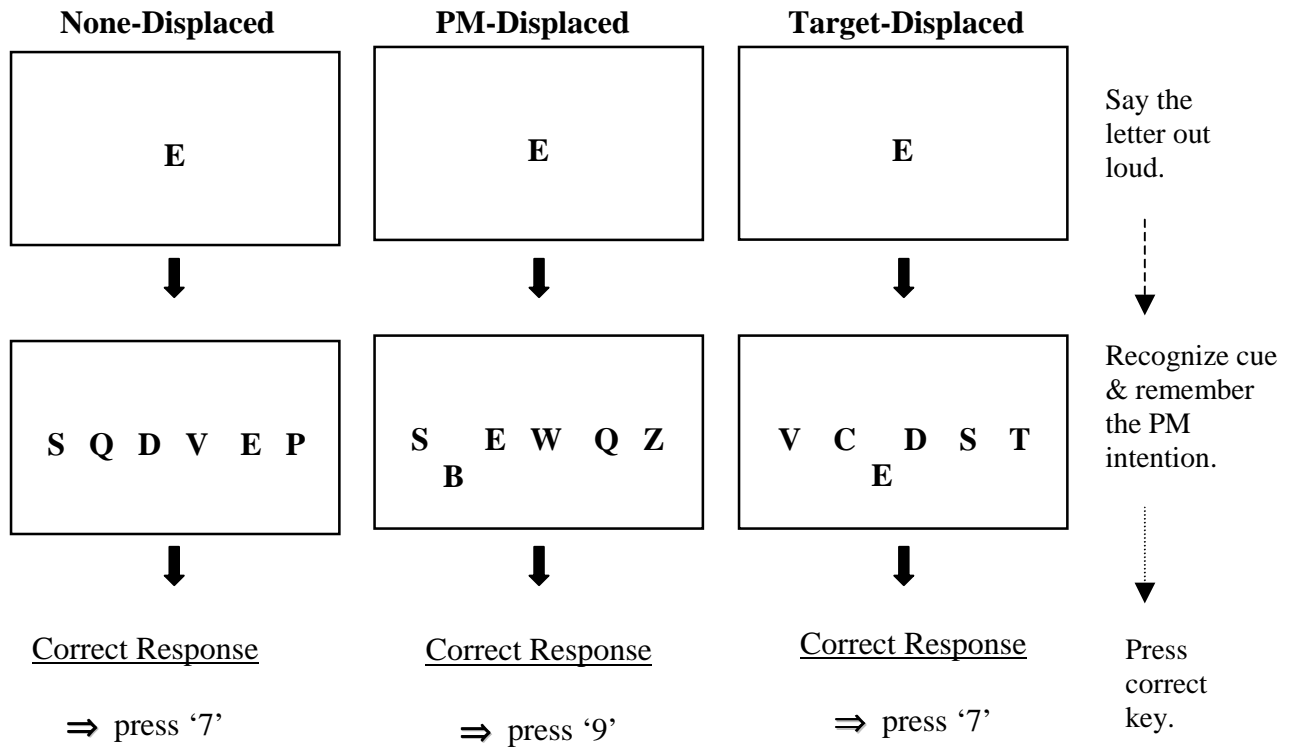 None-Displaced PM-Displaced Target-Displaced
E E E
Say the
letter out
loud.
S Q D V E P
S E W Q Z
B
V C D S T
E
Recognize cue
& remember
the PM
intention.
Correct Response Correct Response Correct Response
⇒ press ‘7’ ⇒ press ‘9’ ⇒ press ‘7’
Press
correct
key.